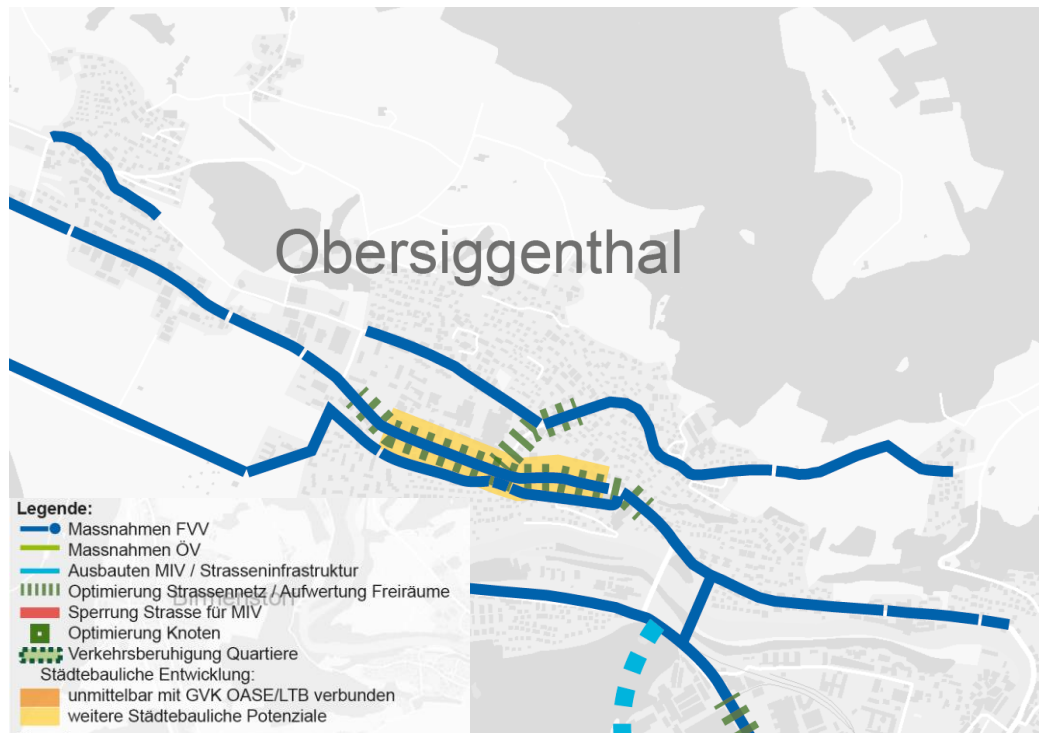 Obersiggenthal
Legende:
Massnahmen FVV
Massnahmen ÖV
Ausbauten MIV / Strasseninfrastruktur
Optimierung Strassennetz / Aufwertung Freiräume
Birmenstorf
Sperrung Strasse für MIV
Optimierung Knoten
Verkehrsberuhigung Quartiere
Städtebauliche Entwicklung:
unmittelbar mit GVK OASE/LTB verbunden
weitere Städtebauliche Potenziale